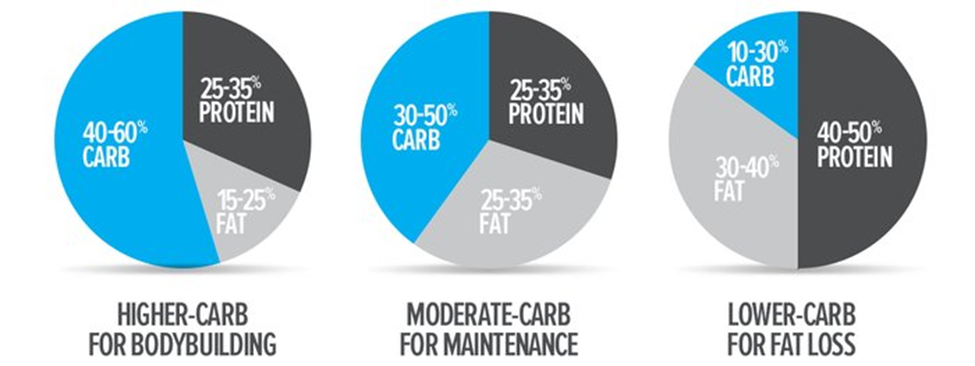 40-60%
CARB
25-35%
PROTEIN
15-25%
FAT
HIGHER-CARB
FOR BODYBUILDING
30-50%
CARB
25-35%
PROTEIN
25-35%
FAT
MODERATE-CARB
FOR MAINTENANCE
10-30%
CARB
40-50%
PROTEIN
30-40%
FAT
LOWER-CARB
FOR FAT LOSS